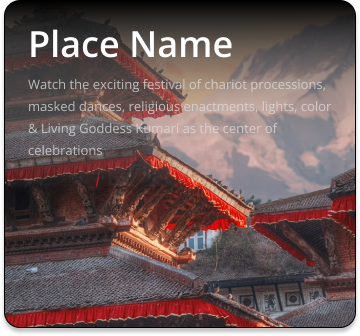 Place Name
Watch the exciting festival of chariot processions,
masked dances, religious enactments, lights, color
& Living Goddess Kumari as the center of
celebrations